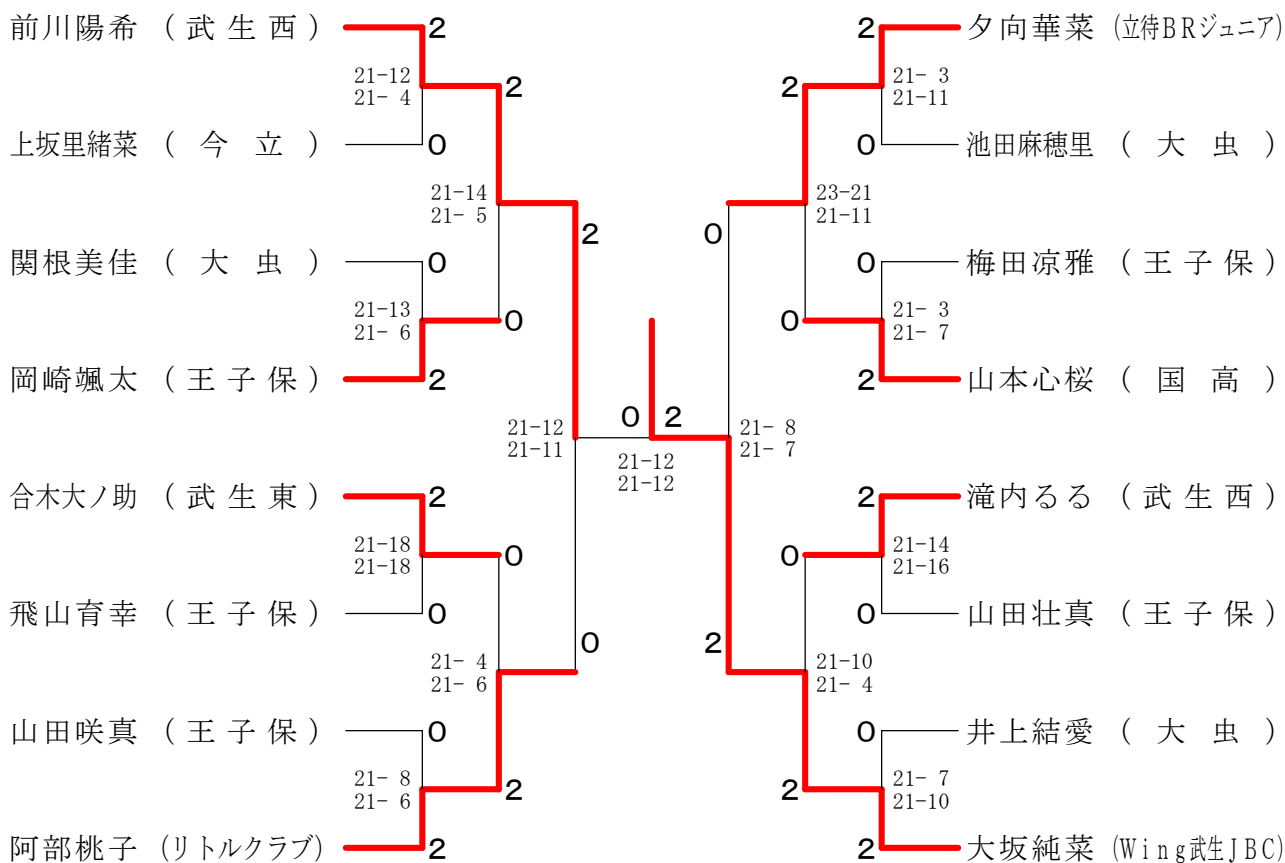 前川陽希 (武生西) 2 2 夕向華菜 (立待BRジュニア)
21-12 21- 3
21- 4 2 2 21-11
上坂里緒菜 (今立) 0 0 池田麻穂里 (大虫)
21-14 23-21
21- 5 21-11
2 0
関根美佳 (大虫) 0 0 梅田凉雅 (王子保)
21-13 21- 3
21- 6 0 0 21- 7
岡崎颯太 (王子保) 2 2 山本心桜 (国高)
0 2
21-12 21- 8
21-11 21- 7
21-12
21-12
合木大ノ助 (武生東) 2 2 滝内るる (武生西)
21-18 0 0 21-14
21-18 21-16
飛山育幸 (王子保) 0 0 山田壮真 (王子保)
0 2
21- 4 21-10
21- 6 21- 4
山田咲真 (王子保) 0 0 井上結愛 (大虫)
21- 8 21- 7
21- 6 2 2 21-10
阿部桃子 (リトルクラブ) 2 2 大坂純菜 (Wing武生JBC)